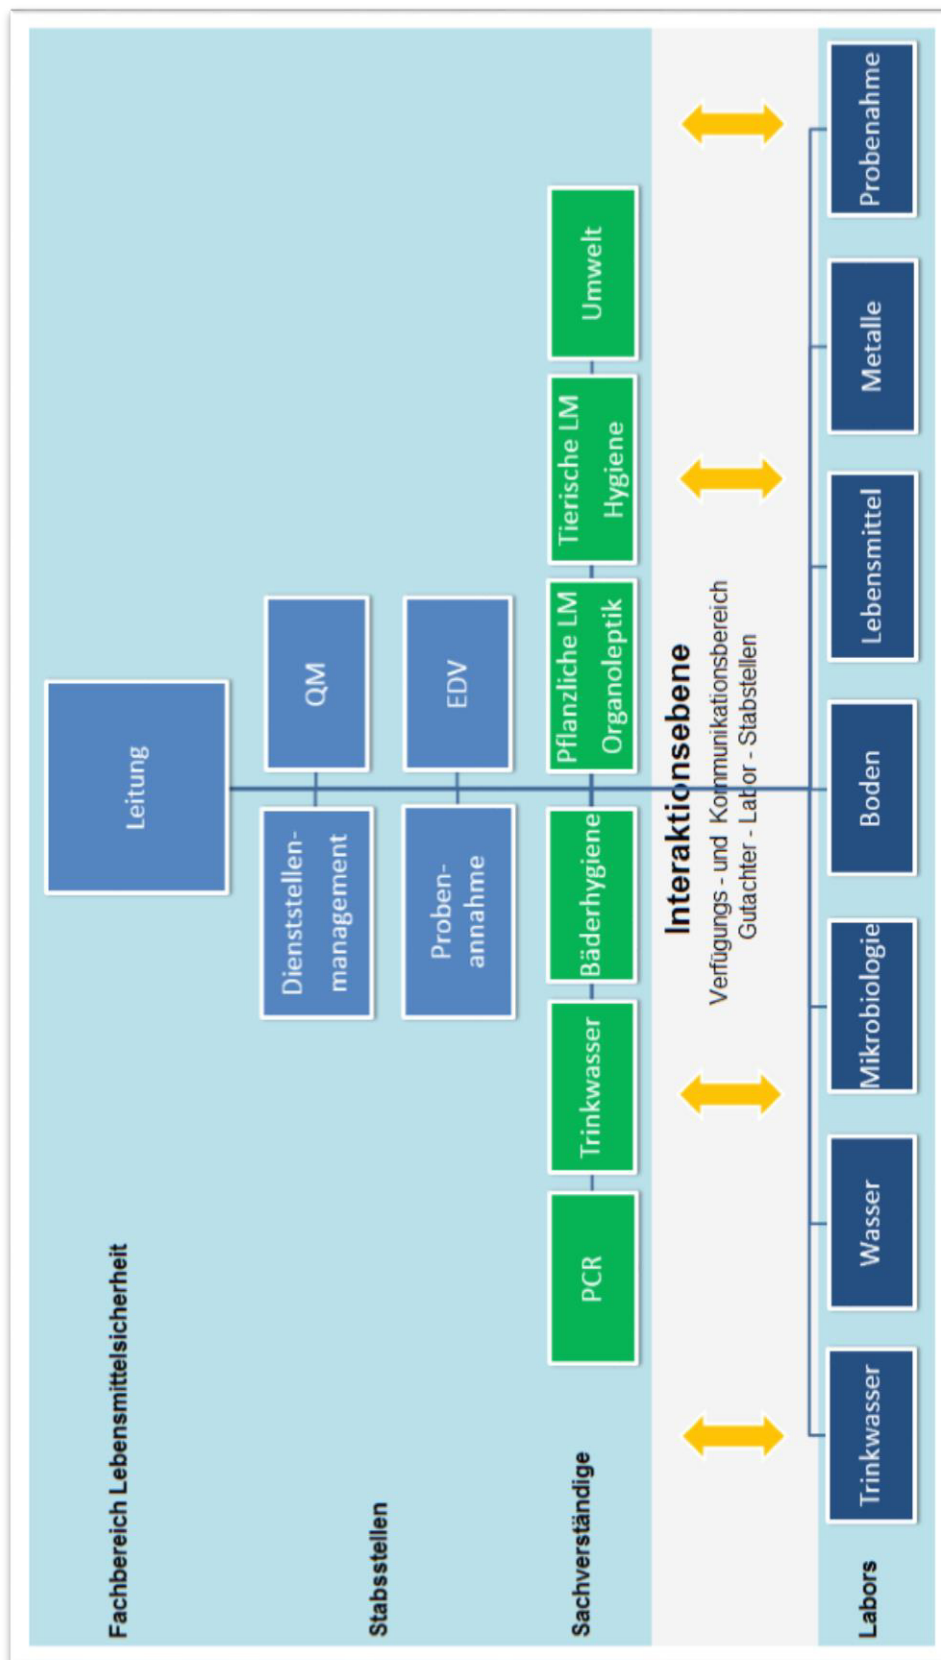 Fachbereich Lebensmittelsicherheit
Leitung
Stabsstellen
Dienststellen-
management
QM
Proben-
annahme
EDV
Sachverständige
PCR
Trinkwasser
Bäderhygiene
Pflanzliche LM
Organoleptik
Tierische LM
Hygiene
Umwelt
Interaktionsebene
Verfügungs - und Kommunikationsbereich
Gutachter - Labor - Stabstellen
Labors
Trinkwasser
Wasser
Mikrobiologie
Boden
Lebensmittel
Metalle
Probenahme